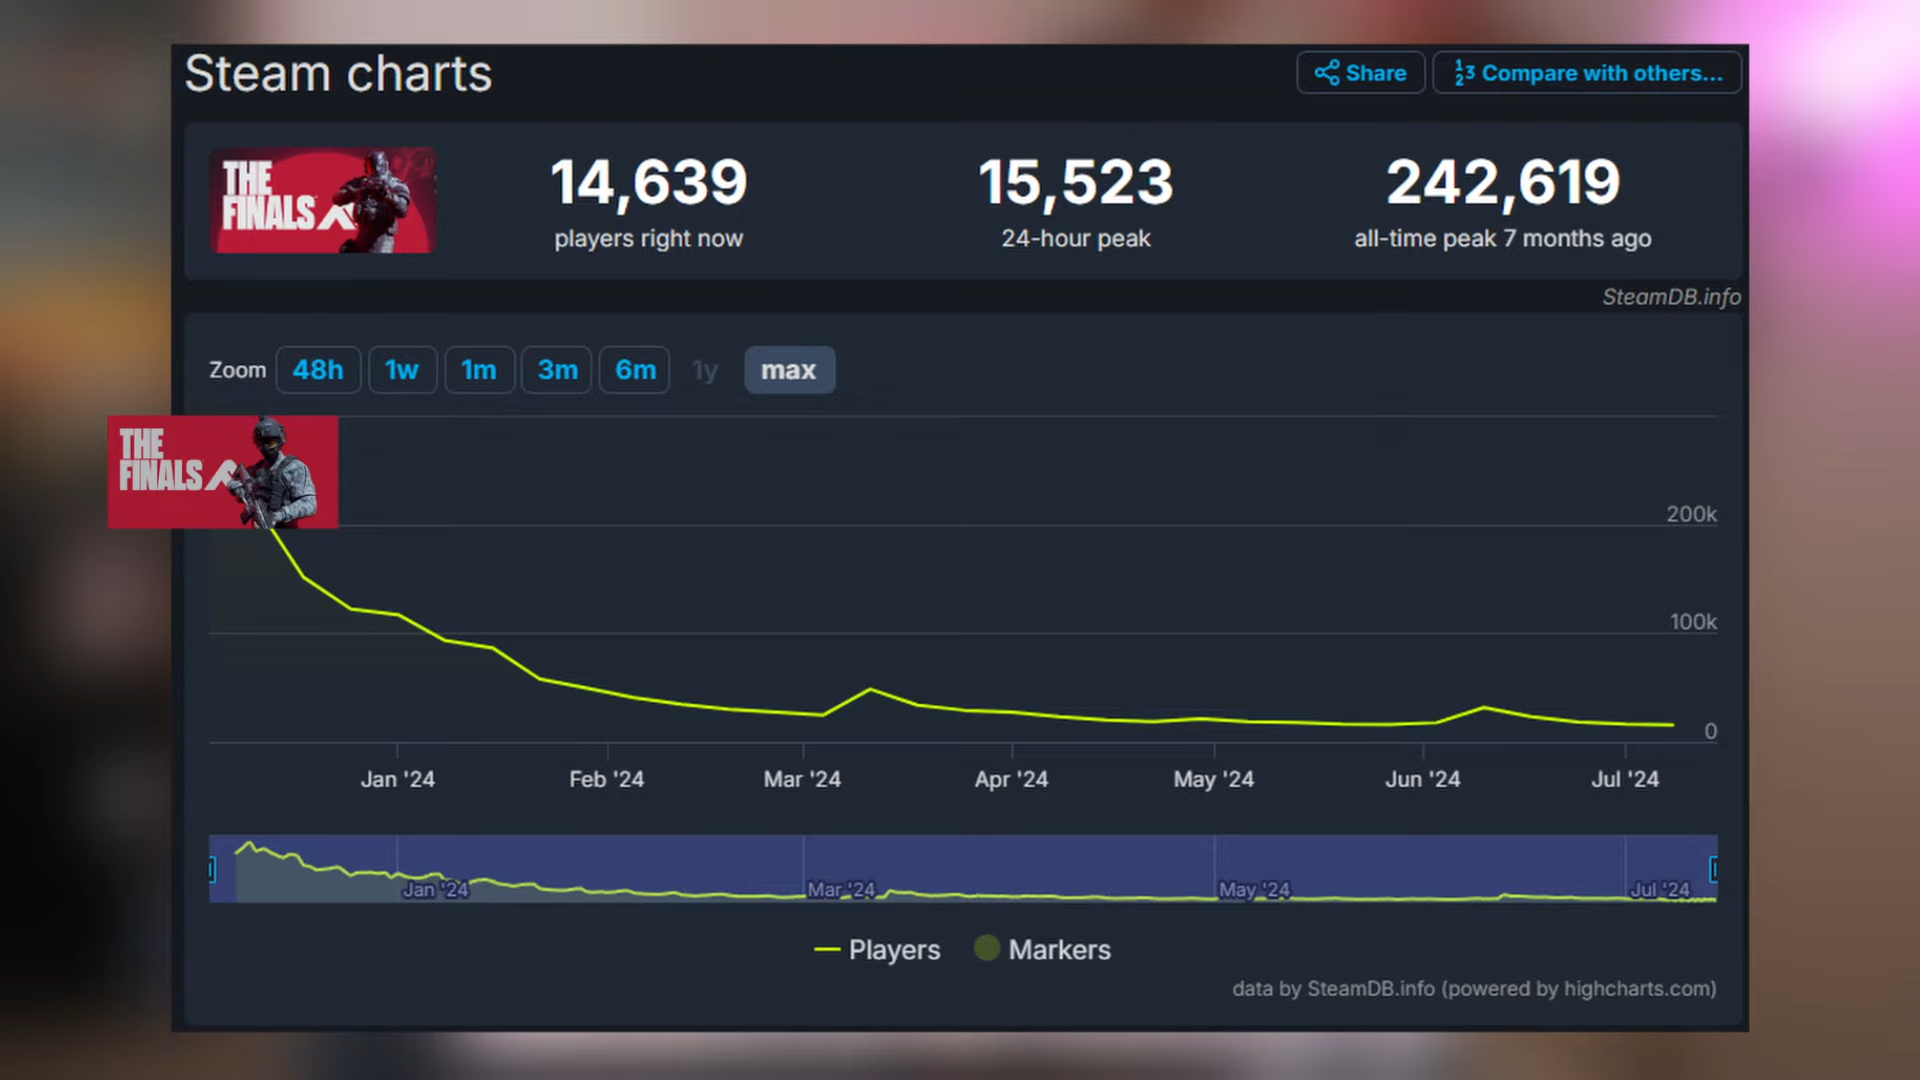 Steam charts
Share
123 Compare with others...
THE
FINALS
14,639
players right now
15,523
24-hour peak
242,619
all-time peak 7 months ago
SteamDB.info
Zoom 48h 1w 1m 3m 6m 1y max
THE
FINALS
200k
100k
0
Jan '24 Feb '24 Mar '24 Apr '24 May '24 Jun '24 Jul '24
Jan '24 Mar '24 May '24 Jul '24
Players Markers
data by SteamDB.info (powered by highcharts.com)